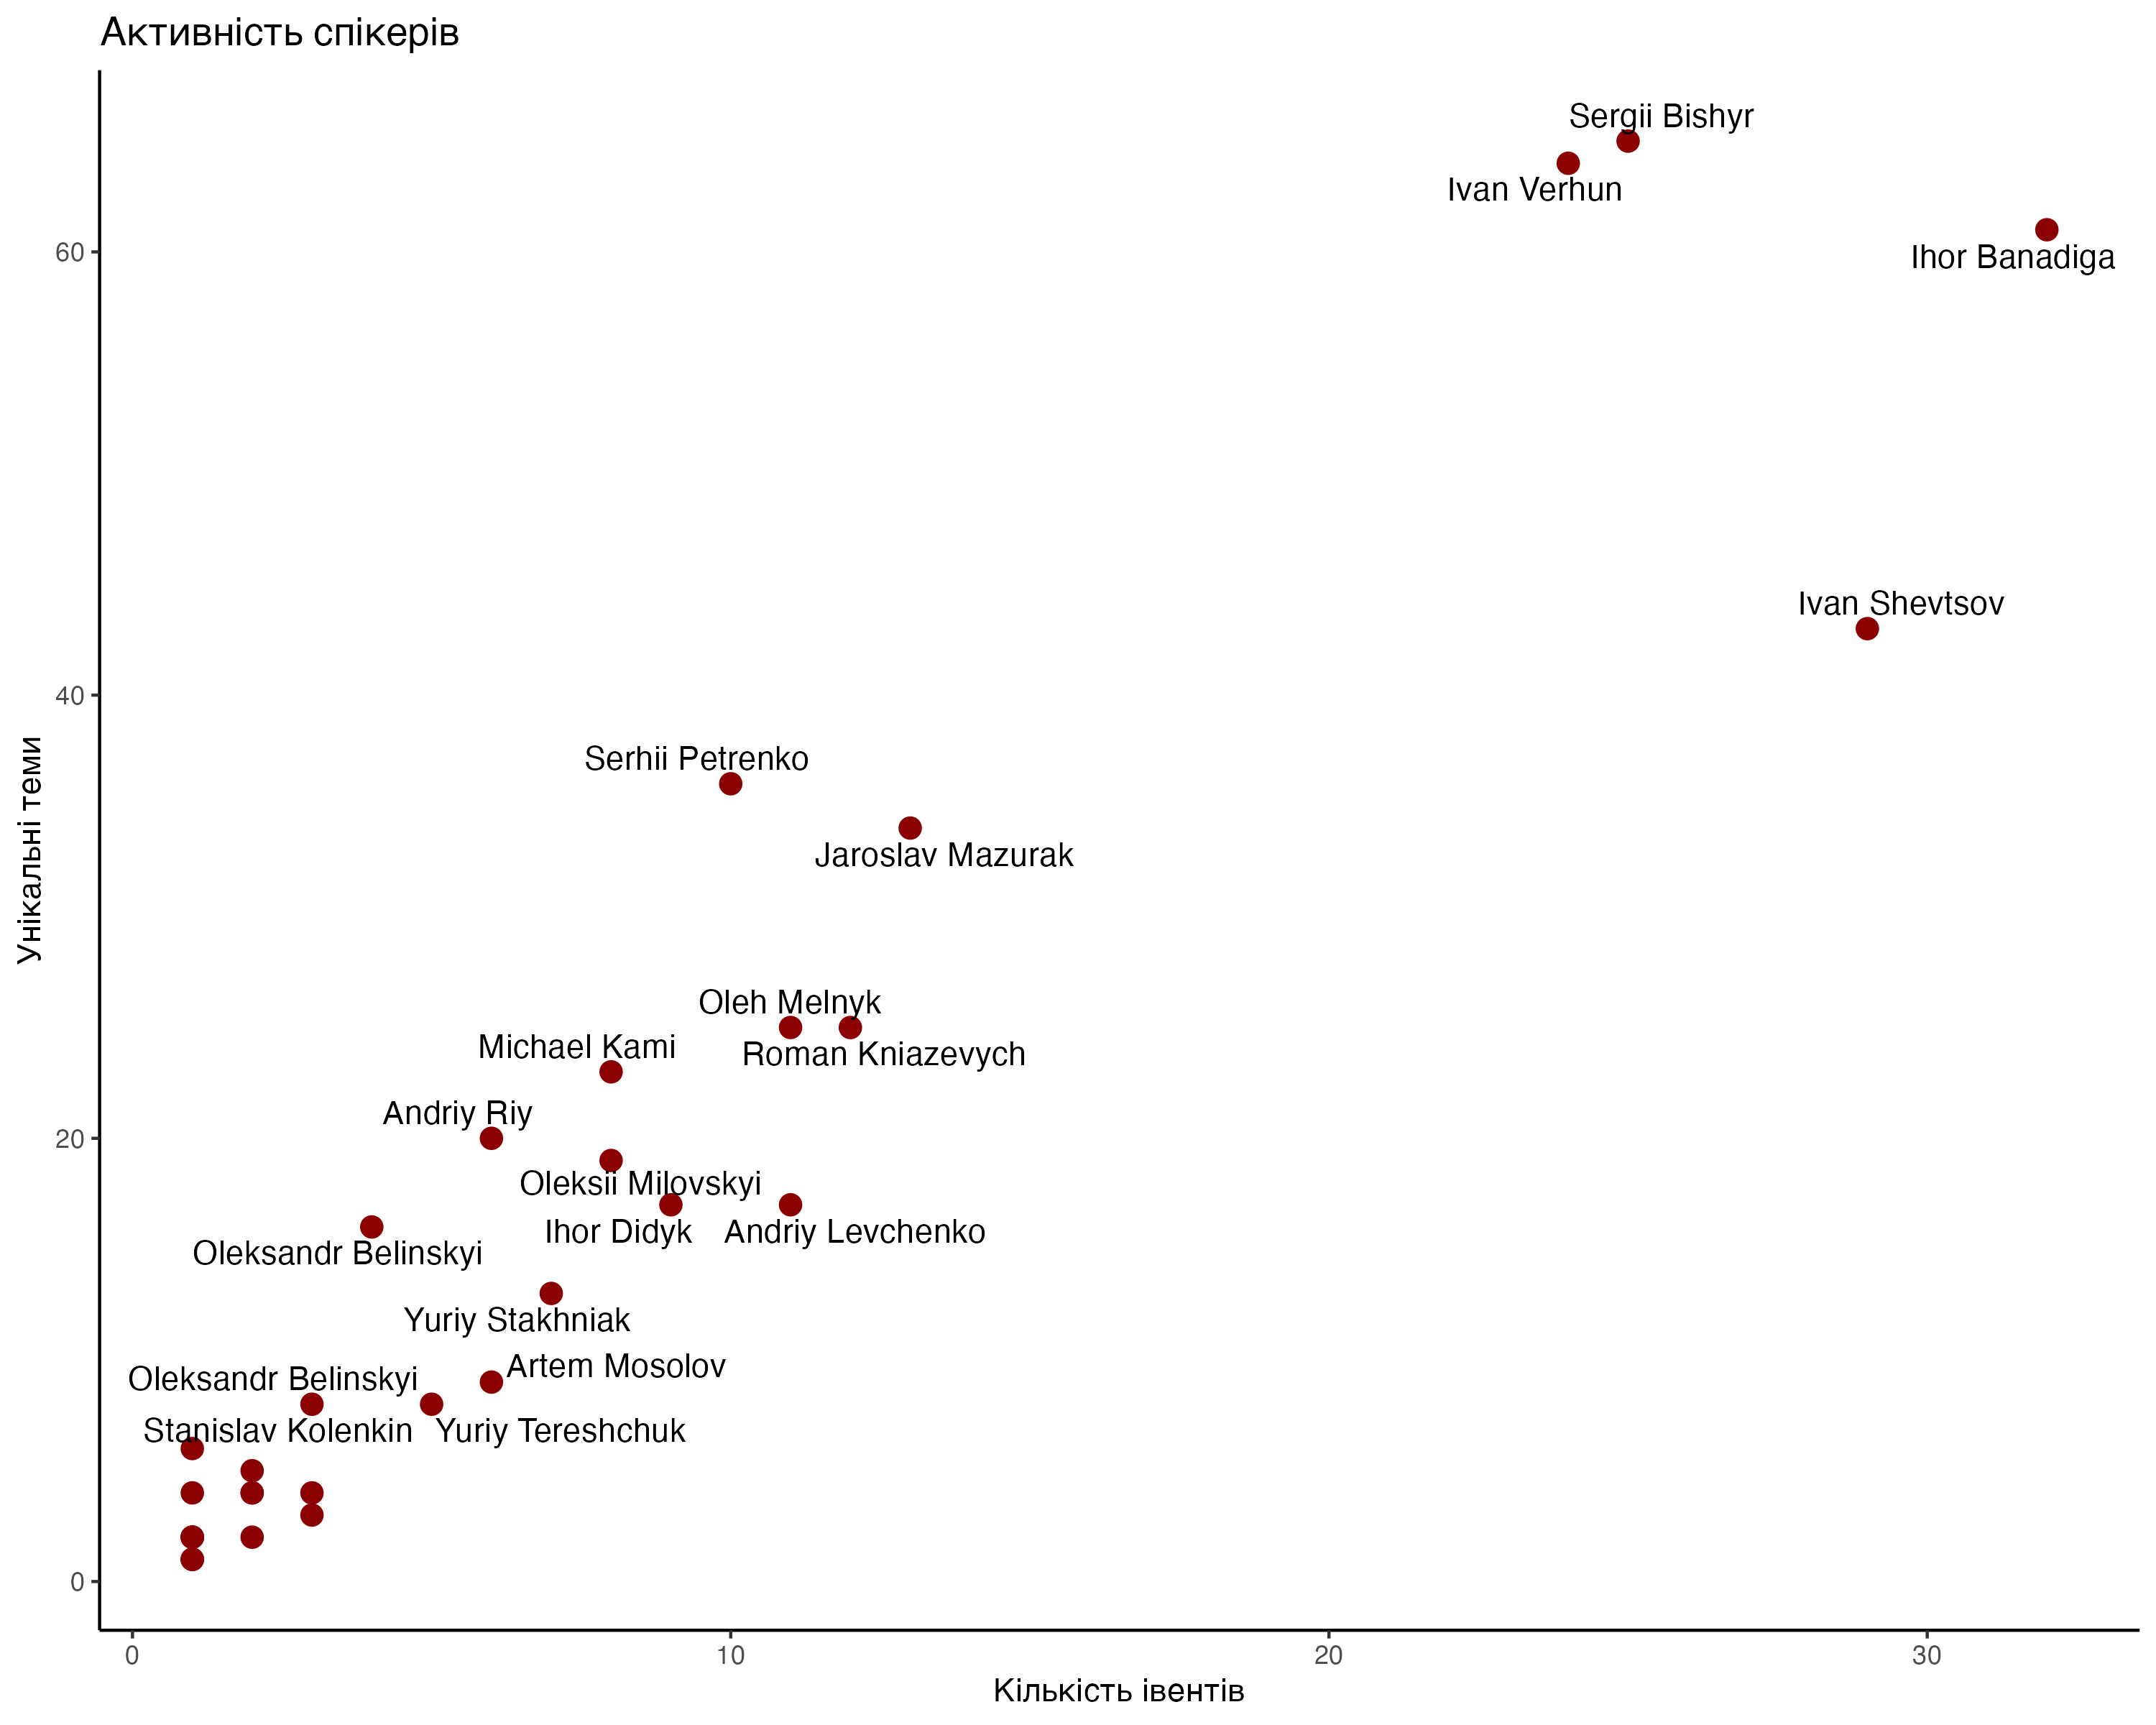 Активність спікерів
Sergii Bishyr
Ivan Verhun
60
Ihor Banadiga
Ivan Shevtsov
40
Serhii Petrenko
Jaroslav Mazurak
Унікальні теми
Oleh Melnyk
Michael Kami
Roman Kniazevych
Andriy Riy
20
Oleksii Milovskyi
Ihor Didyk
Andriy Levchenko
Oleksandr Belinskyi
Yuriy Stakhniak
Artem Mosolov
Oleksandr Belinskyi
Stanislav Kolenkin
Yuriy Tereshchuk
0
0 10 20 30
Кількість івентів